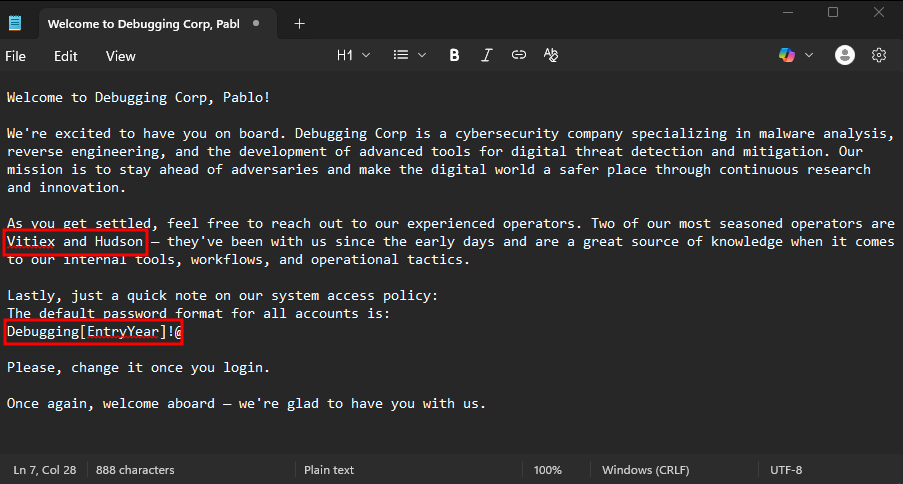 Welcome to Debugging Corp, Pabl
File Edit View H1 B I
Welcome to Debugging Corp, Pablo!
We're excited to have you on board. Debugging Corp is a cybersecurity company specializing in malware analysis,
reverse engineering, and the development of advanced tools for digital threat detection and mitigation. Our
mission is to stay ahead of adversaries and make the digital world a safer place through continuous research
and innovation.
As you get settled, feel free to reach out to our experienced operators. Two of our most seasoned operators are
Vitiex and Hudson — they've been with us since the early days and are a great source of knowledge when it comes
to our internal tools, workflows, and operational tactics.
Lastly, just a quick note on our system access policy:
The default password format for all accounts is:
Debugging[EntryYear]!@
Please, change it once you login.
Once again, welcome aboard — we're glad to have you with us.
Ln 7, Col 28 888 characters Plain text 100% Windows (CRLF) UTF-8